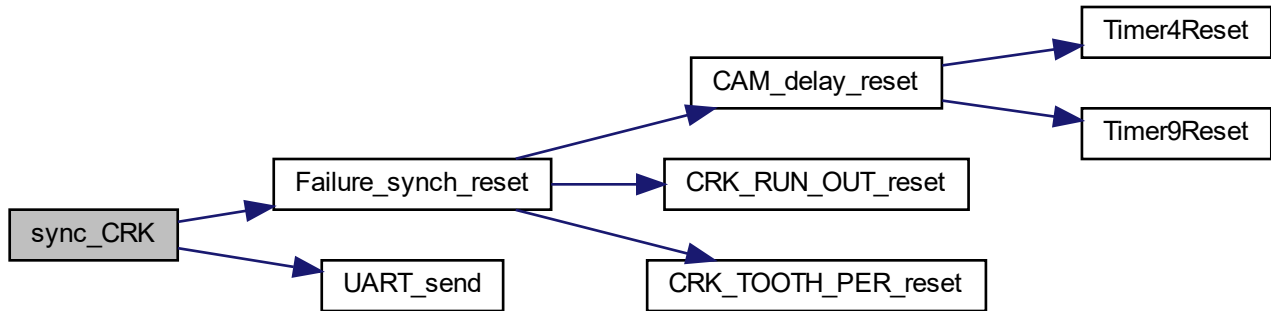 sync_CRK
Failure_synch_reset
UART_send
CAM_delay_reset
CRK_RUN_OUT_reset
CRK_TOOTH_PER_reset
Timer4Reset
Timer9Reset